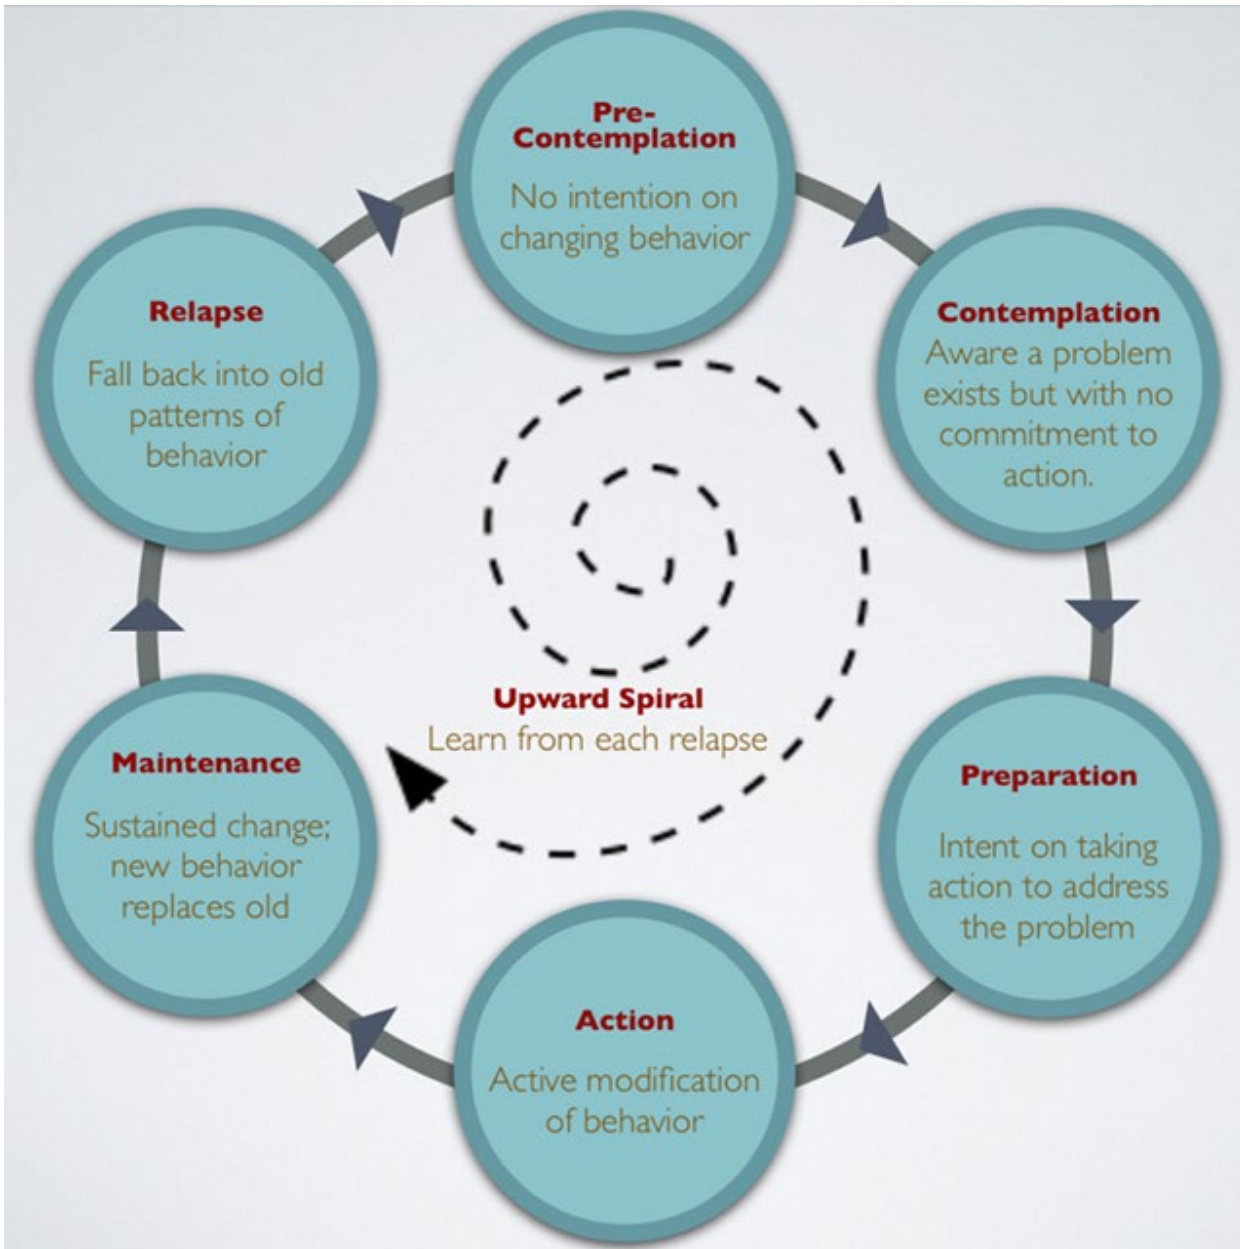 Pre-
Contemplation
No intention on
changing behavior
Contemplation
Aware a problem
exists but with no
commitment to
action.
Preparation
Intent on taking
action to address
the problem
Action
Active modification
of behavior
Maintenance
Sustained change;
new behavior
replaces old
Relapse
Fall back into old
patterns of
behavior
Upward Spiral
Learn from each relapse